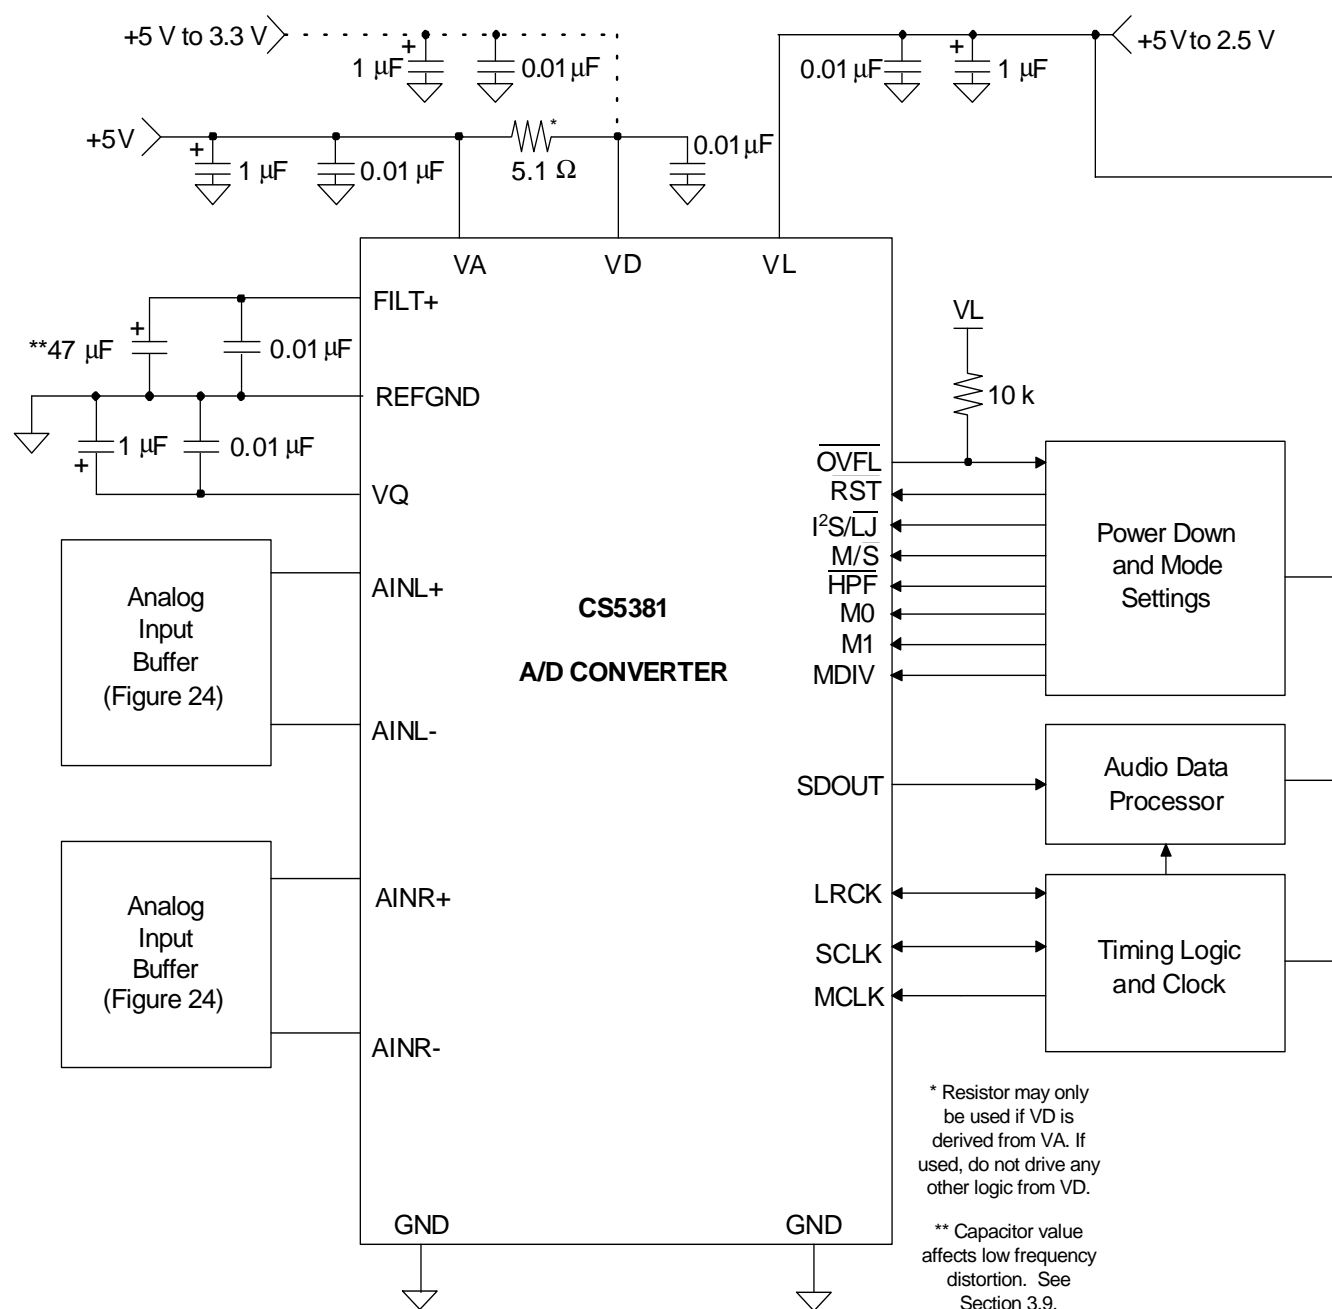 +5 V to 3.3 V
+
1 µF
0.01 µF
0.01 µF
+
1 µF
+5 V to 2.5 V
+5 V
+
1 µF
0.01 µF
*
5.1 Ω
0.01 µF
VA
VD
VL
FILT+
+
**47 µF
0.01 µF
REFGND
1 µF
+
0.01 µF
VQ
VL
10 k
OVFL
RST
I²S/LJ
M/S
HPF
M0
M1
MDIV
Power Down
and Mode
Settings
Analog
Input
Buffer
(Figure 24)
AINL+
AINL-
CS5381
A/D CONVERTER
SDOUT
Audio Data
Processor
Analog
Input
Buffer
(Figure 24)
AINR+
AINR-
LRCK
SCLK
MCLK
Timing Logic
and Clock
* Resistor may only
be used if VD is
derived from VA. If
used, do not drive any
other logic from VD.
GND
GND
** Capacitor value
affects low frequency
distortion. See
Section 3.9.